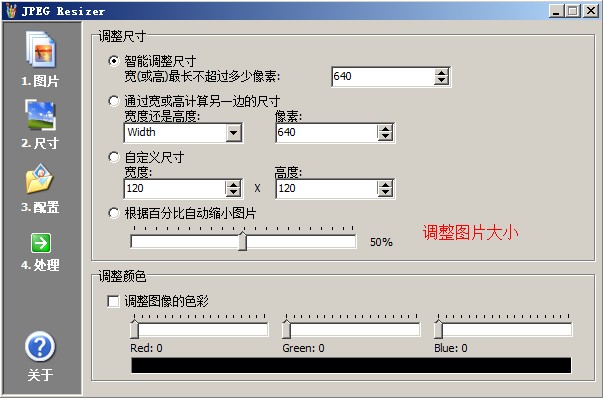 JPEG Resizer
1.图片
2.尺寸
3.配置
4.处理
关于
调整尺寸
智能调整尺寸
宽(或高)最长不超过多少像素:
640
通过宽或高计算另一边的尺寸
宽度还是高度:
像素:
Width
640
自定义尺寸
宽度:
高度:
120
X
120
根据百分比自动缩小图片
50%
调整图片大小
调整颜色
调整图像的色彩
Red: 0
Green: 0
Blue: 0